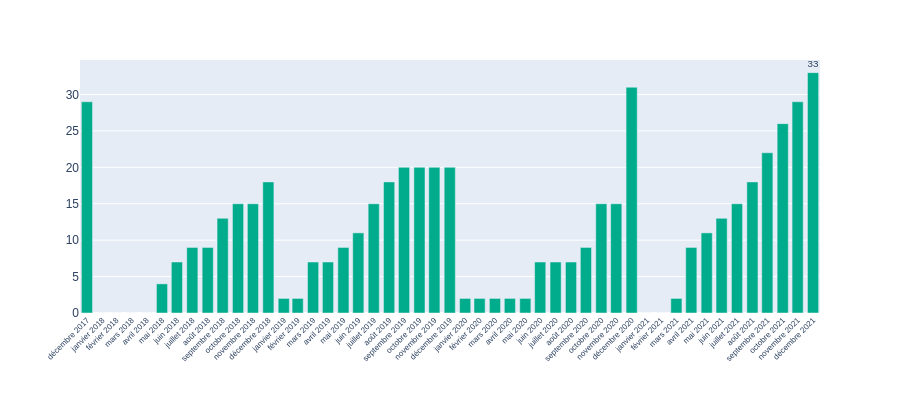 33
30
25
20
15
10
5
0
décembre 2017
janvier 2018
février 2018
mars 2018
avril 2018
mai 2018
juin 2018
juillet 2018
août 2018
septembre 2018
octobre 2018
novembre 2018
décembre 2018
janvier 2019
février 2019
mars 2019
avril 2019
mai 2019
juin 2019
juillet 2019
août 2019
septembre 2019
octobre 2019
novembre 2019
décembre 2019
janvier 2020
février 2020
mars 2020
avril 2020
mai 2020
juin 2020
juillet 2020
août 2020
septembre 2020
octobre 2020
novembre 2020
décembre 2020
janvier 2021
février 2021
mars 2021
avril 2021
mai 2021
juin 2021
juillet 2021
août 2021
septembre 2021
octobre 2021
novembre 2021
décembre 2021